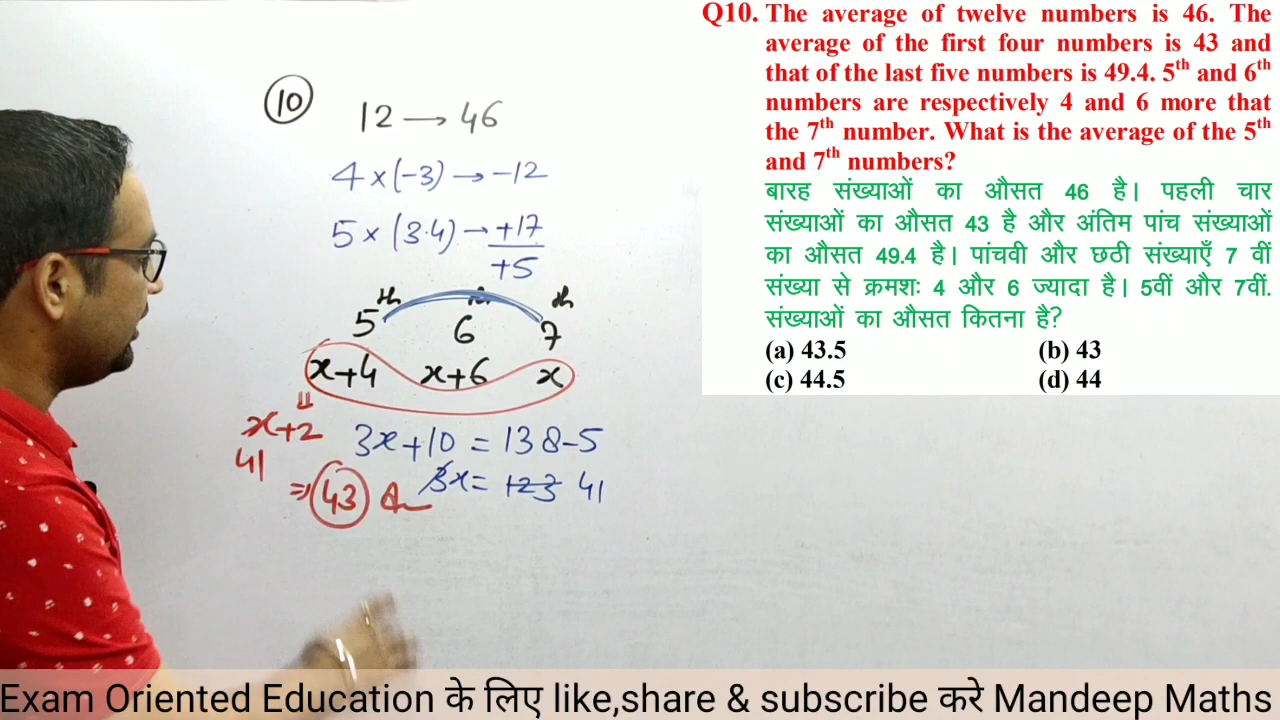 Q10. The average of twelve numbers is 46. The
average of the first four numbers is 43 and
that of the last five numbers is 49.4. 5th and 6th
numbers are respectively 4 and 6 more that
the 7th number. What is the average of the 5th
and 7th numbers?
बारह संख्याओं का औसत 46 है। पहली चार
संख्याओं का औसत 43 है और अंतिम पांच संख्याओं
का औसत 49.4 है। पांचवी और छठी संख्याएँ 7 वीं
संख्या से क्रमशः 4 और 6 ज्यादा है। 5वीं और 7वीं.
संख्याओं का औसत कितना है?
(a) 43.5 (b) 43
(c) 44.5 (d) 44
10
12 → 46
4 × (-3) → -12
5 × (3.4) → +17
+5
5th 6th 7th
x+4 x+6 x
x+2 3x+10 = 138-5
41 3x = 123 41
⇒ 43 A
Exam Oriented Education के लिए like,share & subscribe करे Mandeep Maths